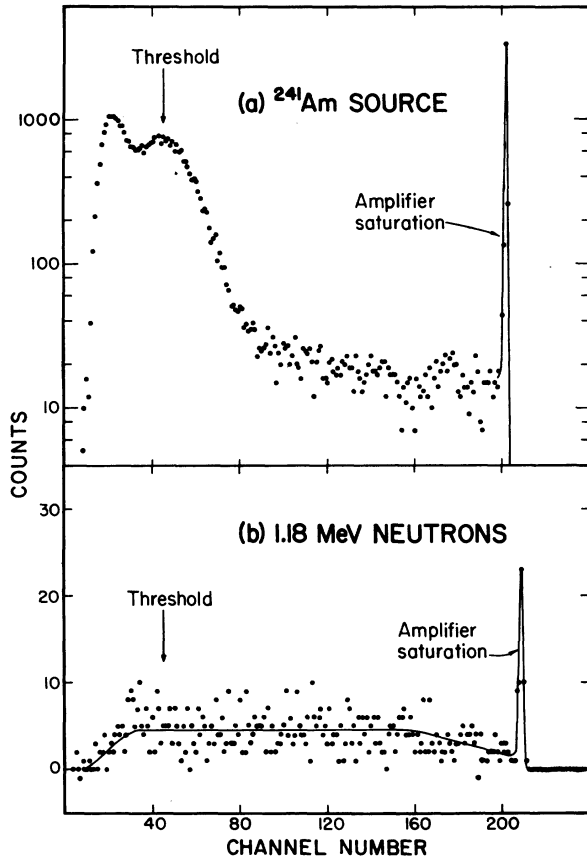 Threshold
(a) ²⁴¹Am SOURCE
1000
Amplifier
saturation
100
10
COUNTS
(b) 1.18 MeV NEUTRONS
30
Threshold
20
Amplifier
saturation
10
0
40
80
120
160
200
CHANNEL NUMBER